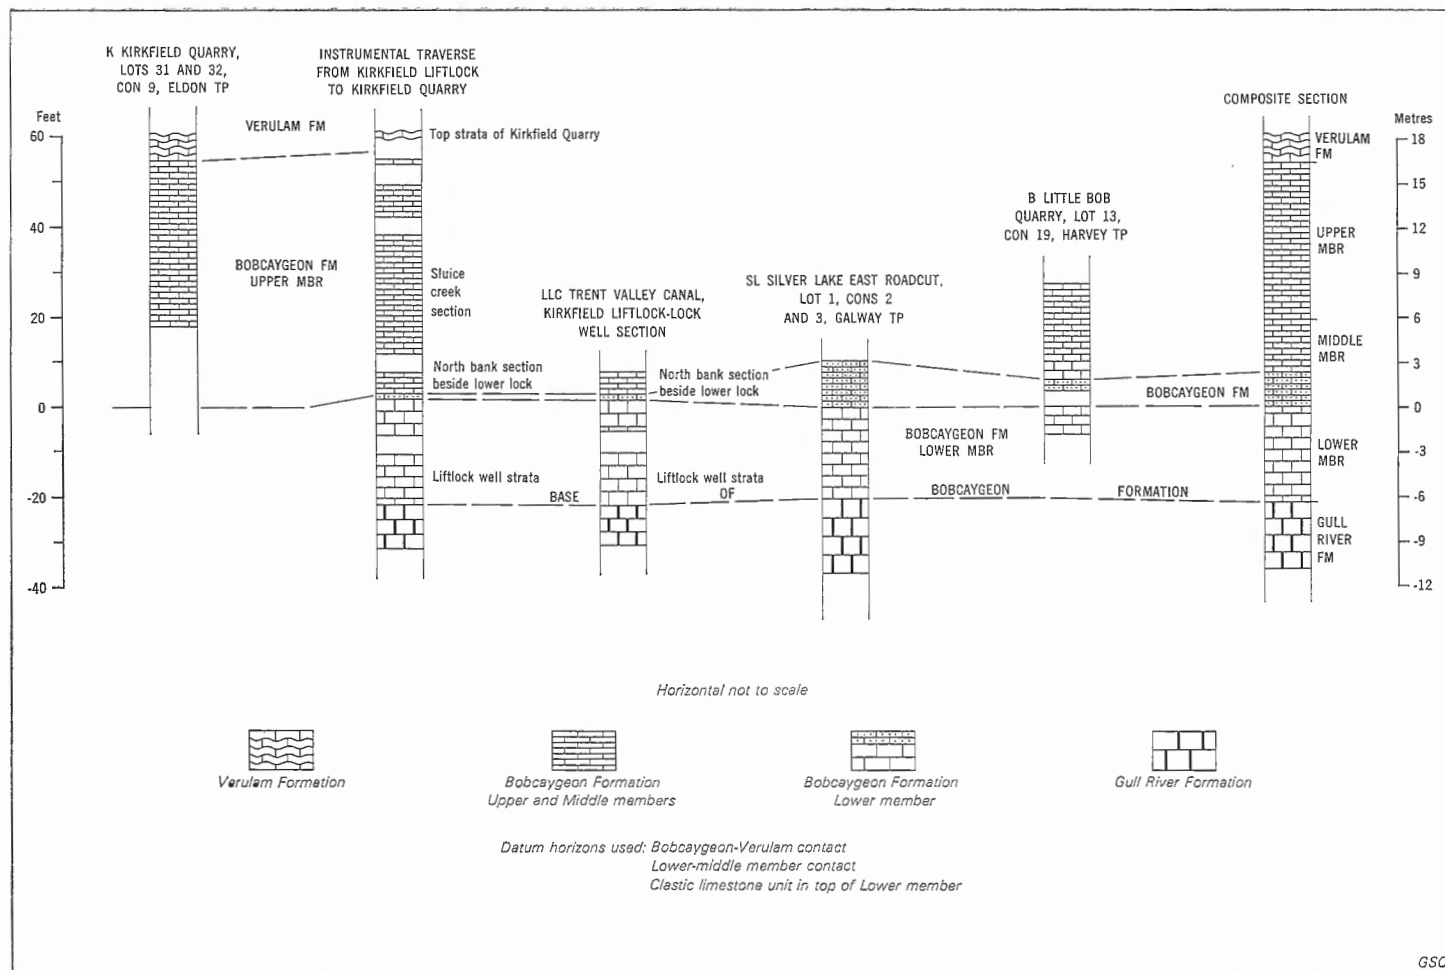 K KIRKFIELD QUARRY,
LOTS 31 AND 32,
CON 9, ELDON TP
INSTRUMENTAL TRAVERSE
FROM KIRKFIELD LIFTLOCK
TO KIRKFIELD QUARRY
COMPOSITE SECTION
Feet
60
40
20
0
-20
-40
VERULAM FM
BOBCAYGEON FM
UPPER MBR
Top strata of Kirkfield Quarry
Sluice
creek
section
North bank section
beside lower lock
Liftlock well strata
LLC TRENT VALLEY CANAL,
KIRKFIELD LIFTLOCK-LOCK
WELL SECTION
North bank section
beside lower lock
Liftlock well strata
SL SILVER LAKE EAST ROADCUT,
LOT 1, CONS 2
AND 3, GALWAY TP
B LITTLE BOB
QUARRY, LOT 13,
CON 19, HARVEY TP
BOBCAYGEON FM
BOBCAYGEON FM
LOWER MBR
BASE OF BOBCAYGEON FORMATION
VERULAM
FM
UPPER
MBR
MIDDLE
MBR
LOWER
MBR
GULL
RIVER
FM
Metres
18
15
12
9
6
3
0
-3
-6
-9
-12
Horizontal not to scale
Verulam Formation
Bobcaygeon Formation
Upper and Middle members
Bobcaygeon Formation
Lower member
Gull River Formation
Datum horizons used: Bobcaygeon-Verulam contact
Lower-middle member contact
Clastic limestone unit in top of Lower member
GSC